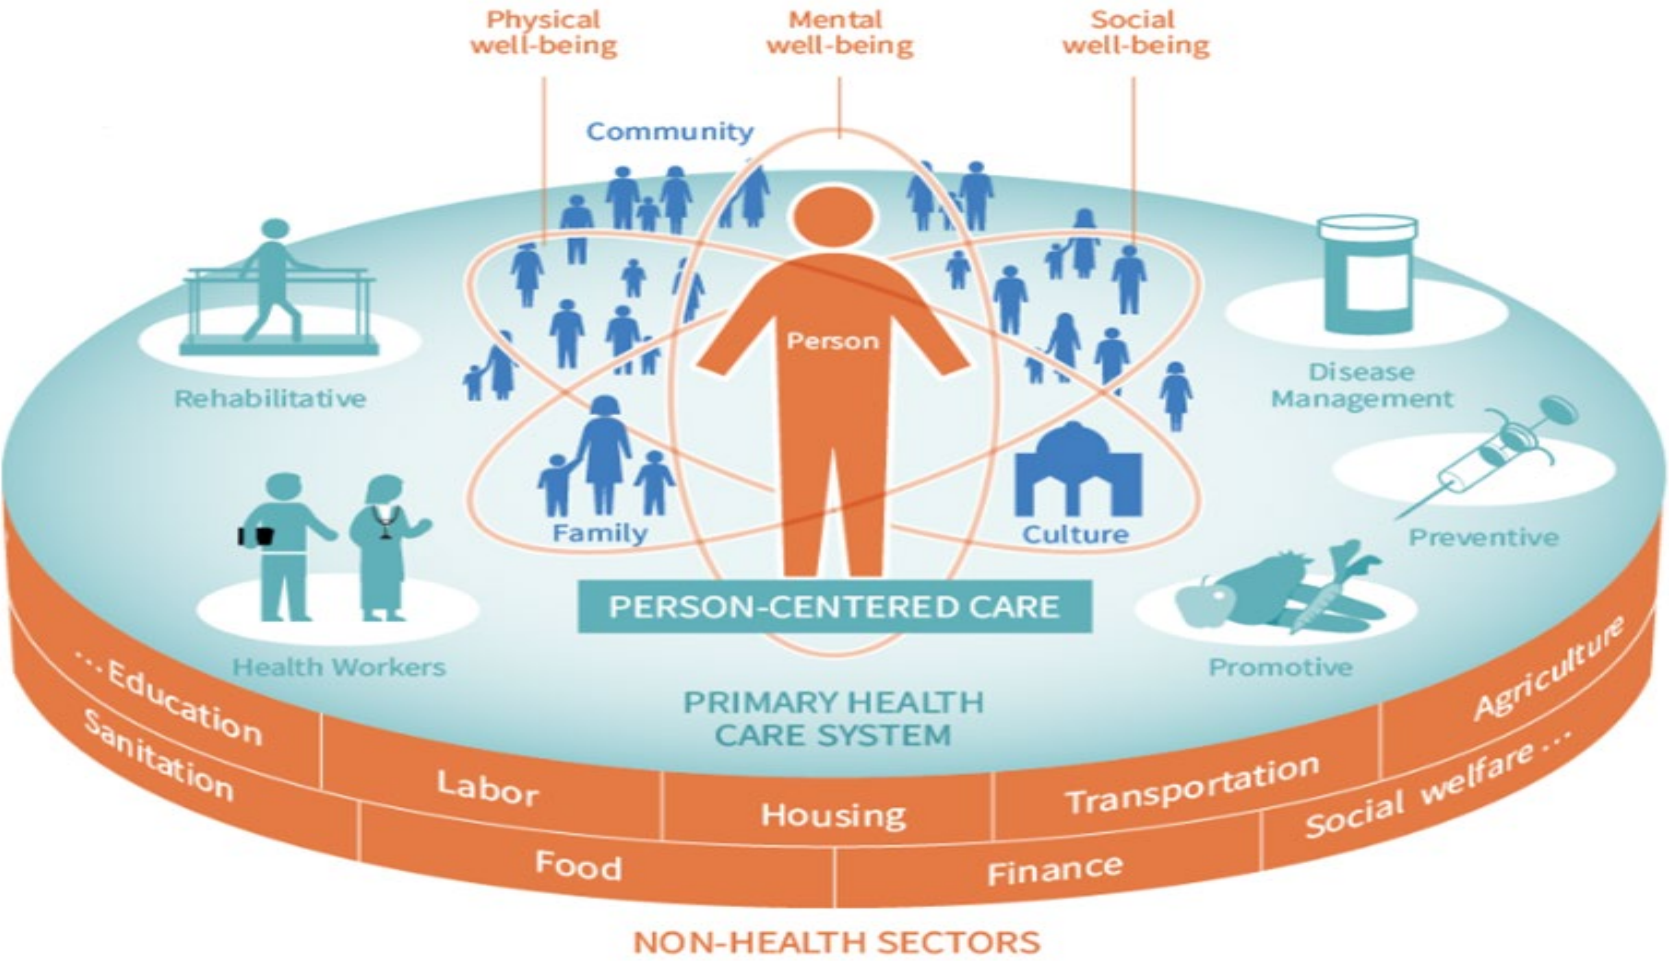 Physical
well-being
Mental
well-being
Social
well-being
Community
Person
Rehabilitative
Disease
Management
Family
Culture
Preventive
PERSON-CENTERED CARE
Health Workers
Promotive
PRIMARY HEALTH
CARE SYSTEM
... Education
Labor
Housing
Transportation
Agriculture
Sanitation
Food
Finance
Social welfare ...
NON-HEALTH SECTORS